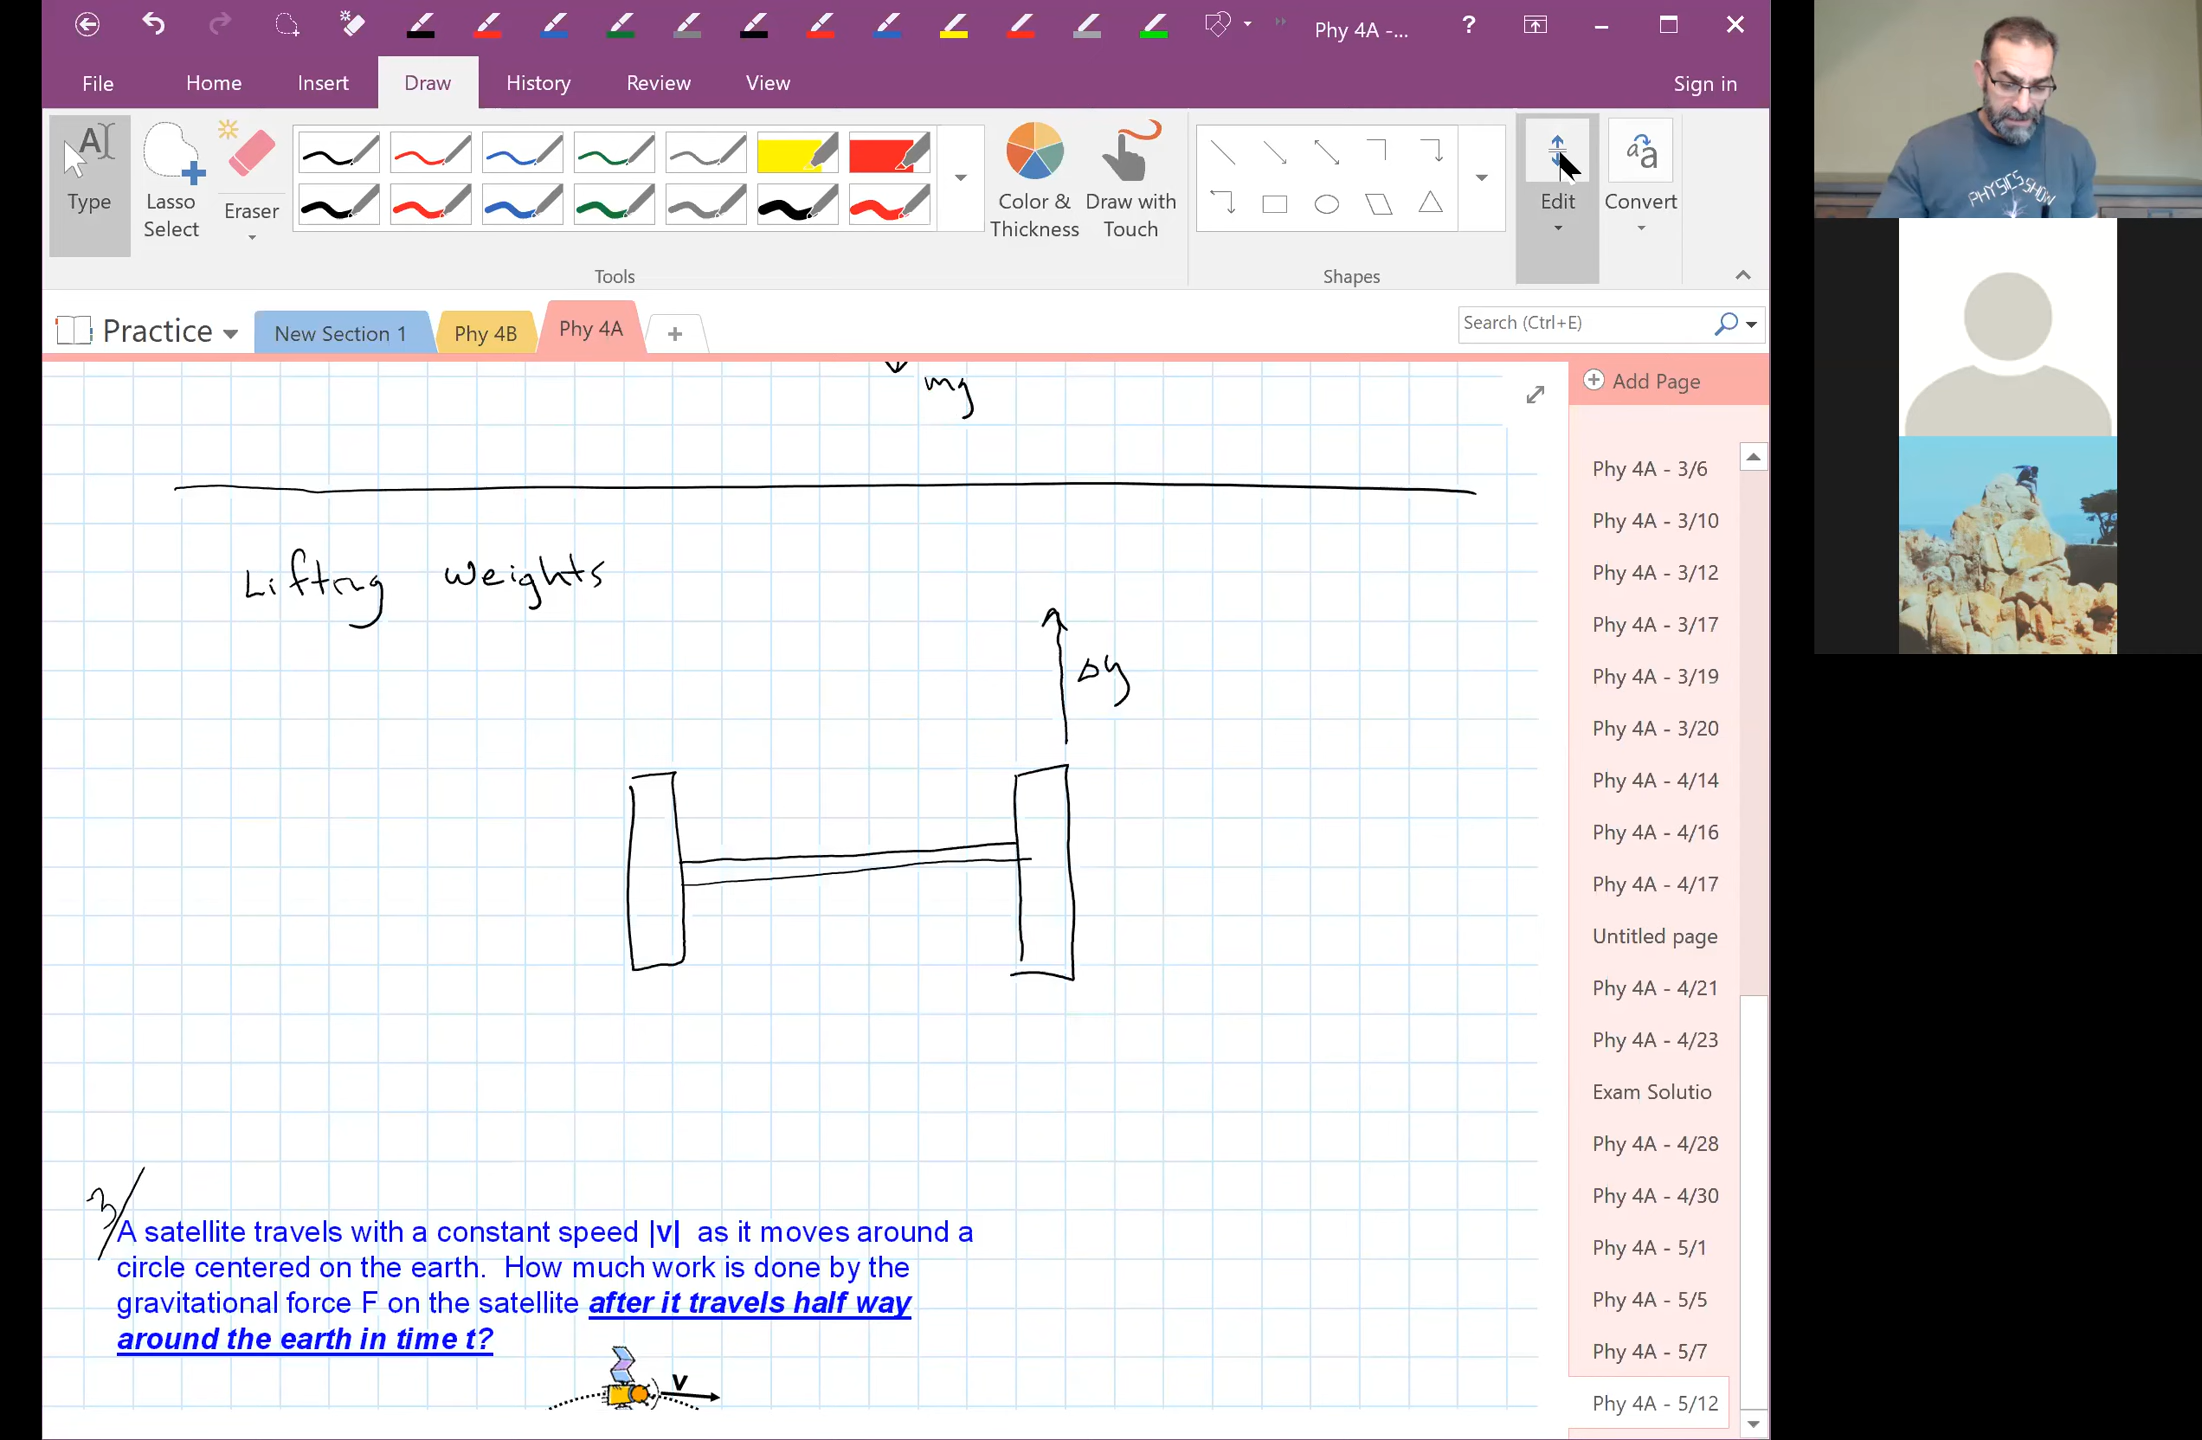 Phy 4A -...
?
File
Home
Insert
Draw
History
Review
View
Sign in
Type
Lasso
Select
Eraser
Color &
Thickness
Draw with
Touch
Edit
Convert
Tools
Shapes
Practice
New Section 1
Phy 4B
Phy 4A
Search (Ctrl+E)
Add Page
Phy 4A - 3/6
Phy 4A - 3/10
Phy 4A - 3/12
Phy 4A - 3/17
Phy 4A - 3/19
Phy 4A - 3/20
Phy 4A - 4/14
Phy 4A - 4/16
Phy 4A - 4/17
Untitled page
Phy 4A - 4/21
Phy 4A - 4/23
Exam Solutio
Phy 4A - 4/28
Phy 4A - 4/30
Phy 4A - 5/1
Phy 4A - 5/5
Phy 4A - 5/7
Phy 4A - 5/12
mg
Lifting Weights
Δy
3/
A satellite travels with a constant speed |v| as it moves around a
circle centered on the earth. How much work is done by the
gravitational force F on the satellite after it travels half way
around the earth in time t?
v
PHYSICS SHOW